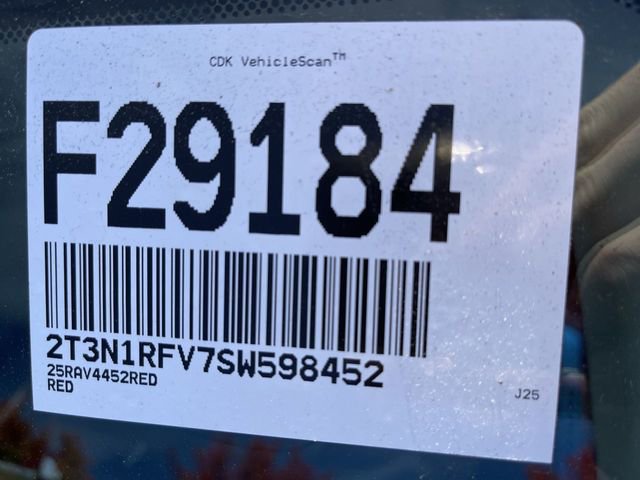 CDK VehicleScan™
F29184
2T3N1RFV7SW598452
25RAV4452RED
RED
J25